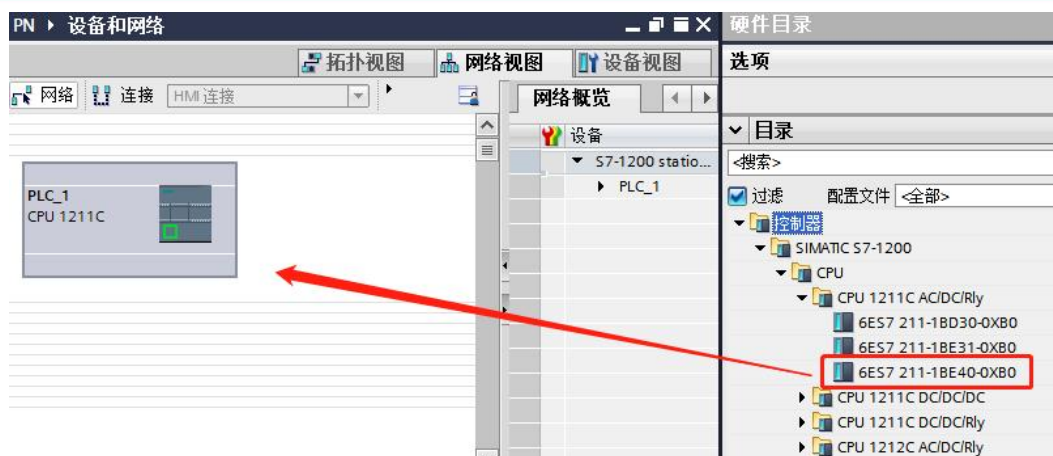 PN ▸ 设备和网络
拓扑视图 网络视图 设备视图
网络 连接 HMI 连接
PLC_1
CPU 1211C
网络概览
设备
S7-1200 statio...
PLC_1
硬件目录
选项
目录
<搜索>
过滤 配置文件 <全部>
控制器
SIMATIC S7-1200
CPU
CPU 1211C AC/DC/Rly
6ES7 211-1BD30-0XB0
6ES7 211-1BE31-0XB0
6ES7 211-1BE40-0XB0
CPU 1211C DC/DC/DC
CPU 1211C DC/DC/Rly
CPU 1212C AC/DC/Rly